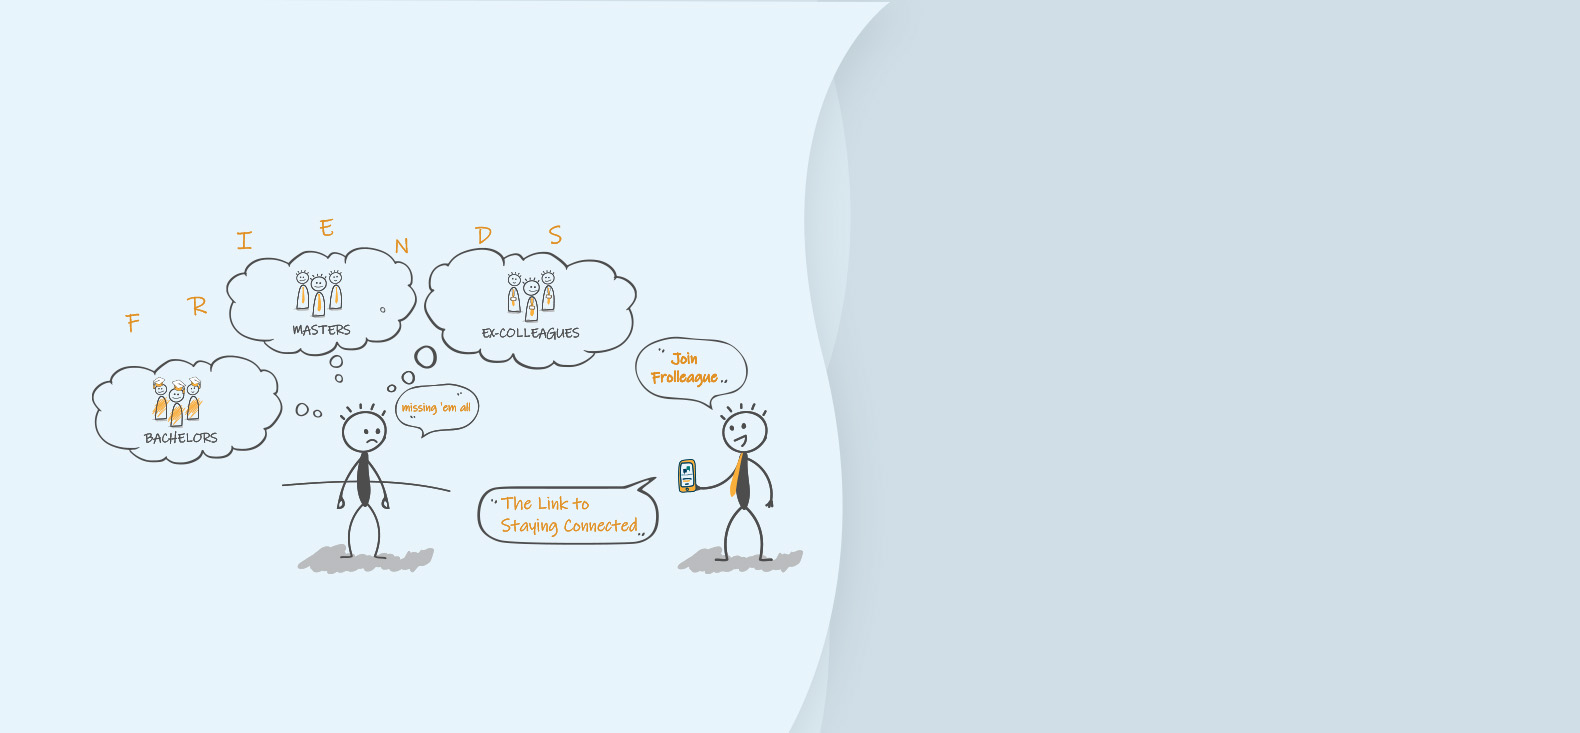 F R I E N D S
MASTERS
EX-COLLEAGUES
BACHELORS
missing 'em all
"Join
Frolleague"
"The Link to
Staying Connected"